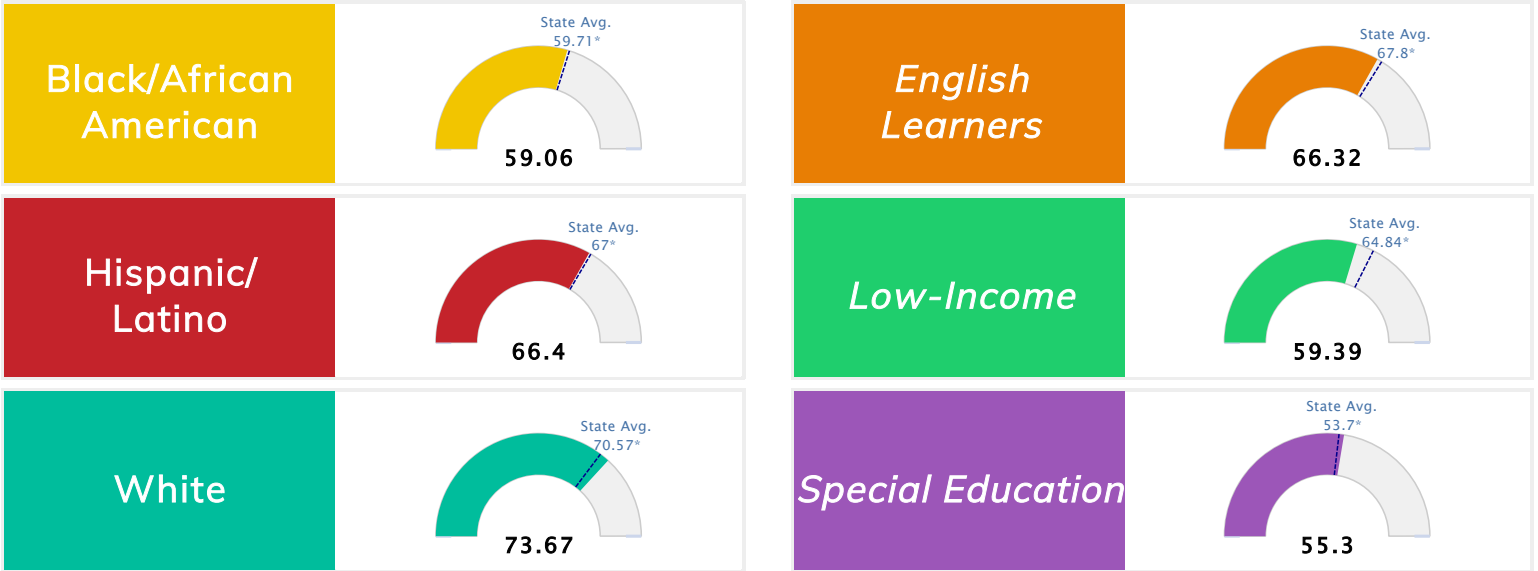 Black/African
American
State Avg.
59.71*
59.06
English
Learners
State Avg.
67.8*
66.32
Hispanic/
Latino
State Avg.
67*
66.4
Low-Income
State Avg.
64.84*
59.39
White
State Avg.
70.57*
73.67
Special Education
State Avg.
53.7*
55.3